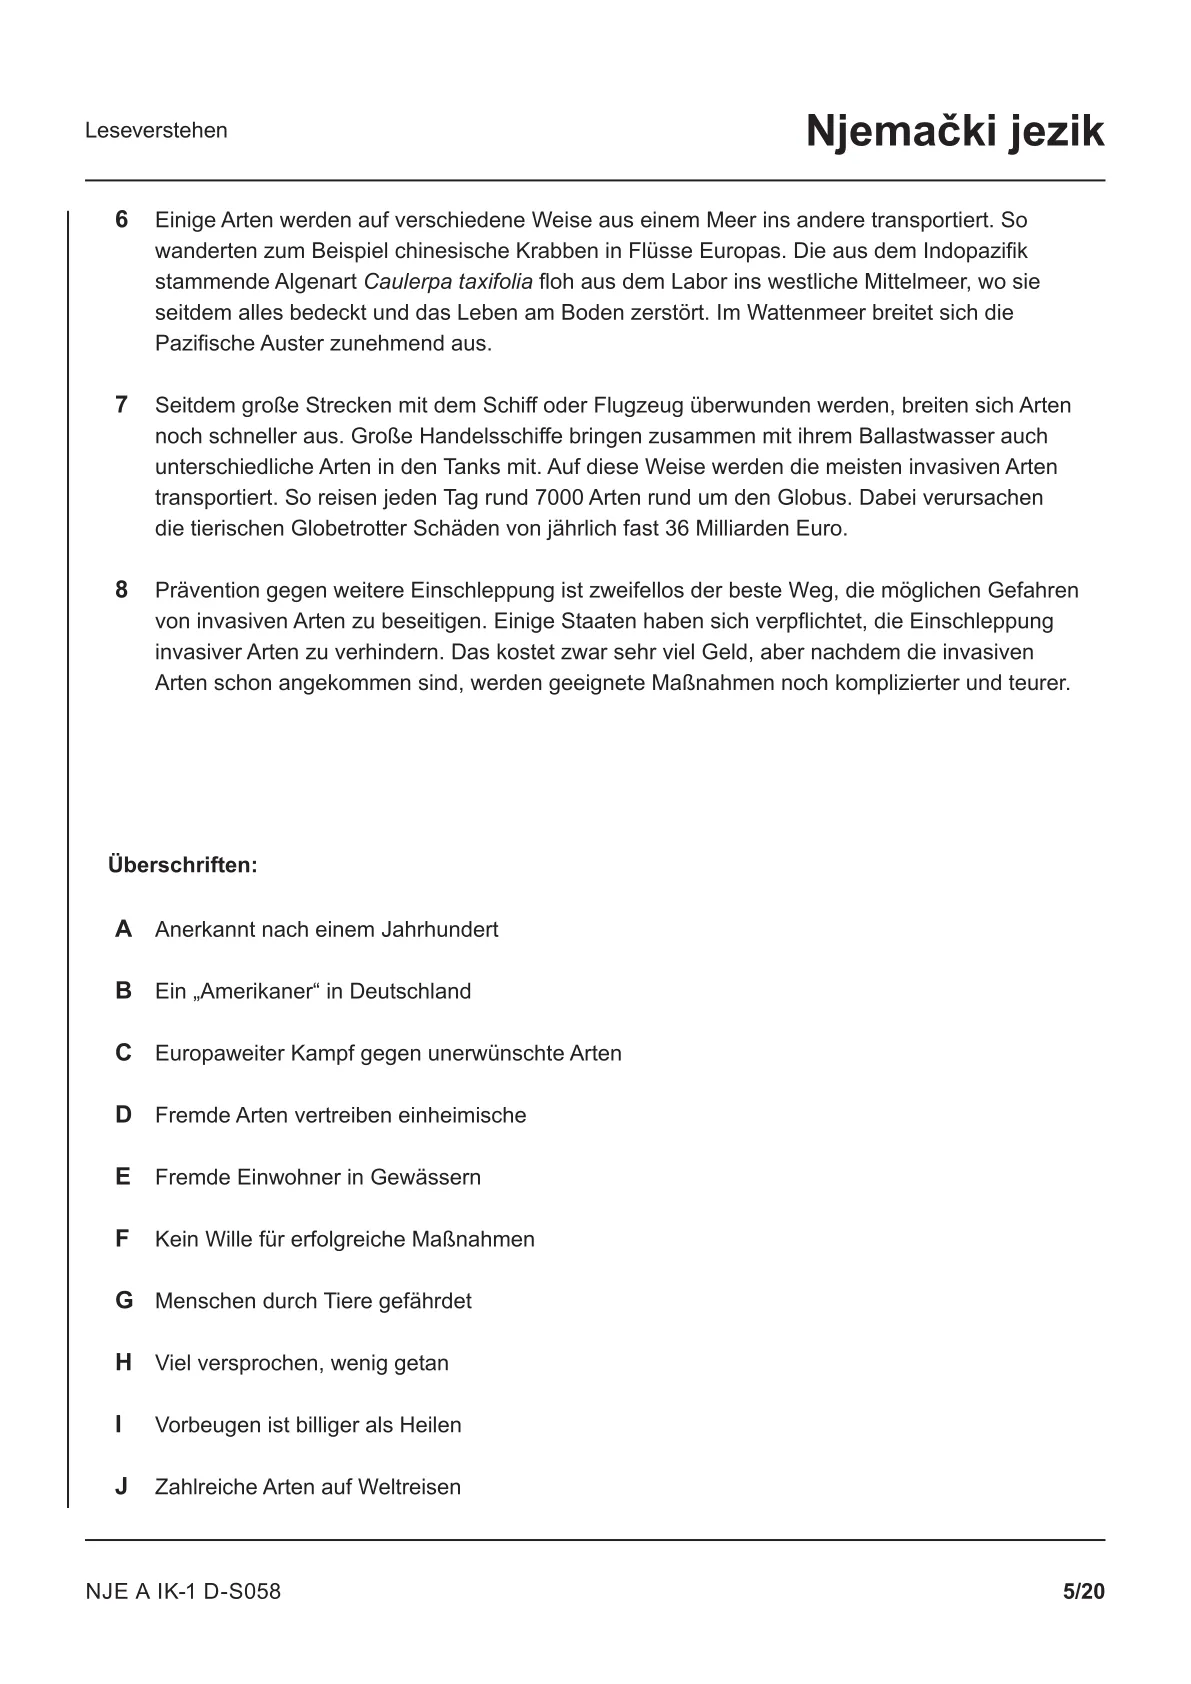 Leseverstehen
Njemački jezik
6 Einige Arten werden auf verschiedene Weise aus einem Meer ins andere transportiert. So
wanderten zum Beispiel chinesische Krabben in Flüsse Europas. Die aus dem Indopazifik
stammende Algenart Caulerpa taxifolia floh aus dem Labor ins westliche Mittelmeer, wo sie
seitdem alles bedeckt und das Leben am Boden zerstört. Im Wattenmeer breitet sich die
Pazifische Auster zunehmend aus.
7 Seitdem große Strecken mit dem Schiff oder Flugzeug überwunden werden, breiten sich Arten
noch schneller aus. Große Handelsschiffe bringen zusammen mit ihrem Ballastwasser auch
unterschiedliche Arten in den Tanks mit. Auf diese Weise werden die meisten invasiven Arten
transportiert. So reisen jeden Tag rund 7000 Arten rund um den Globus. Dabei verursachen
die tierischen Globetrotter Schäden von jährlich fast 36 Milliarden Euro.
8 Prävention gegen weitere Einschleppung ist zweifellos der beste Weg, die möglichen Gefahren
von invasiven Arten zu beseitigen. Einige Staaten haben sich verpflichtet, die Einschleppung
invasiver Arten zu verhindern. Das kostet zwar sehr viel Geld, aber nachdem die invasiven
Arten schon angekommen sind, werden geeignete Maßnahmen noch komplizierter und teurer.
Überschriften:
A Anerkannt nach einem Jahrhundert
B Ein „Amerikaner“ in Deutschland
C Europaweiter Kampf gegen unerwünschte Arten
D Fremde Arten vertreiben einheimische
E Fremde Einwohner in Gewässern
F Kein Wille für erfolgreiche Maßnahmen
G Menschen durch Tiere gefährdet
H Viel versprochen, wenig getan
I Vorbeugen ist billiger als Heilen
J Zahlreiche Arten auf Weltreisen
NJE A IK-1 D-S058
5/20